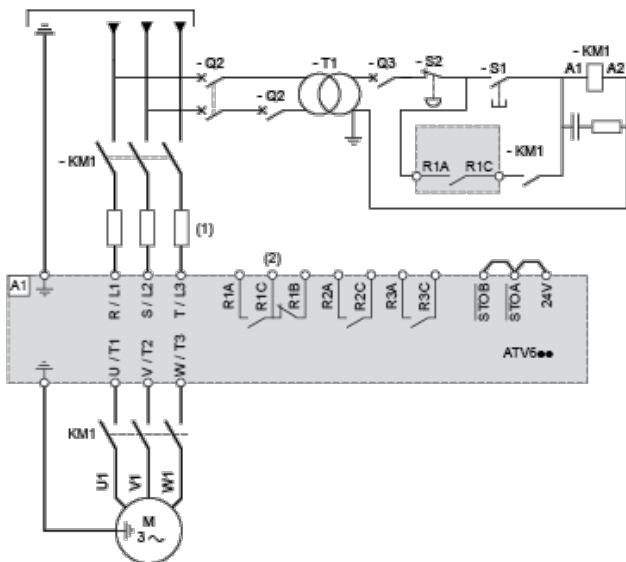 - Q2
- T1
- Q3
- S2
- S1
- KM1
A1
A2
- Q2
- KM1
R1A
R1C
- KM1
(1)
(2)
A1
R / L1
S / L2
T / L3
R1A
R1C
R1B
R2A
R2C
R3A
R3C
STOB
STOA
24V
U / T1
V / T2
W / T3
ATV6●●
KM1
U1
V1
W1
M
3 ~